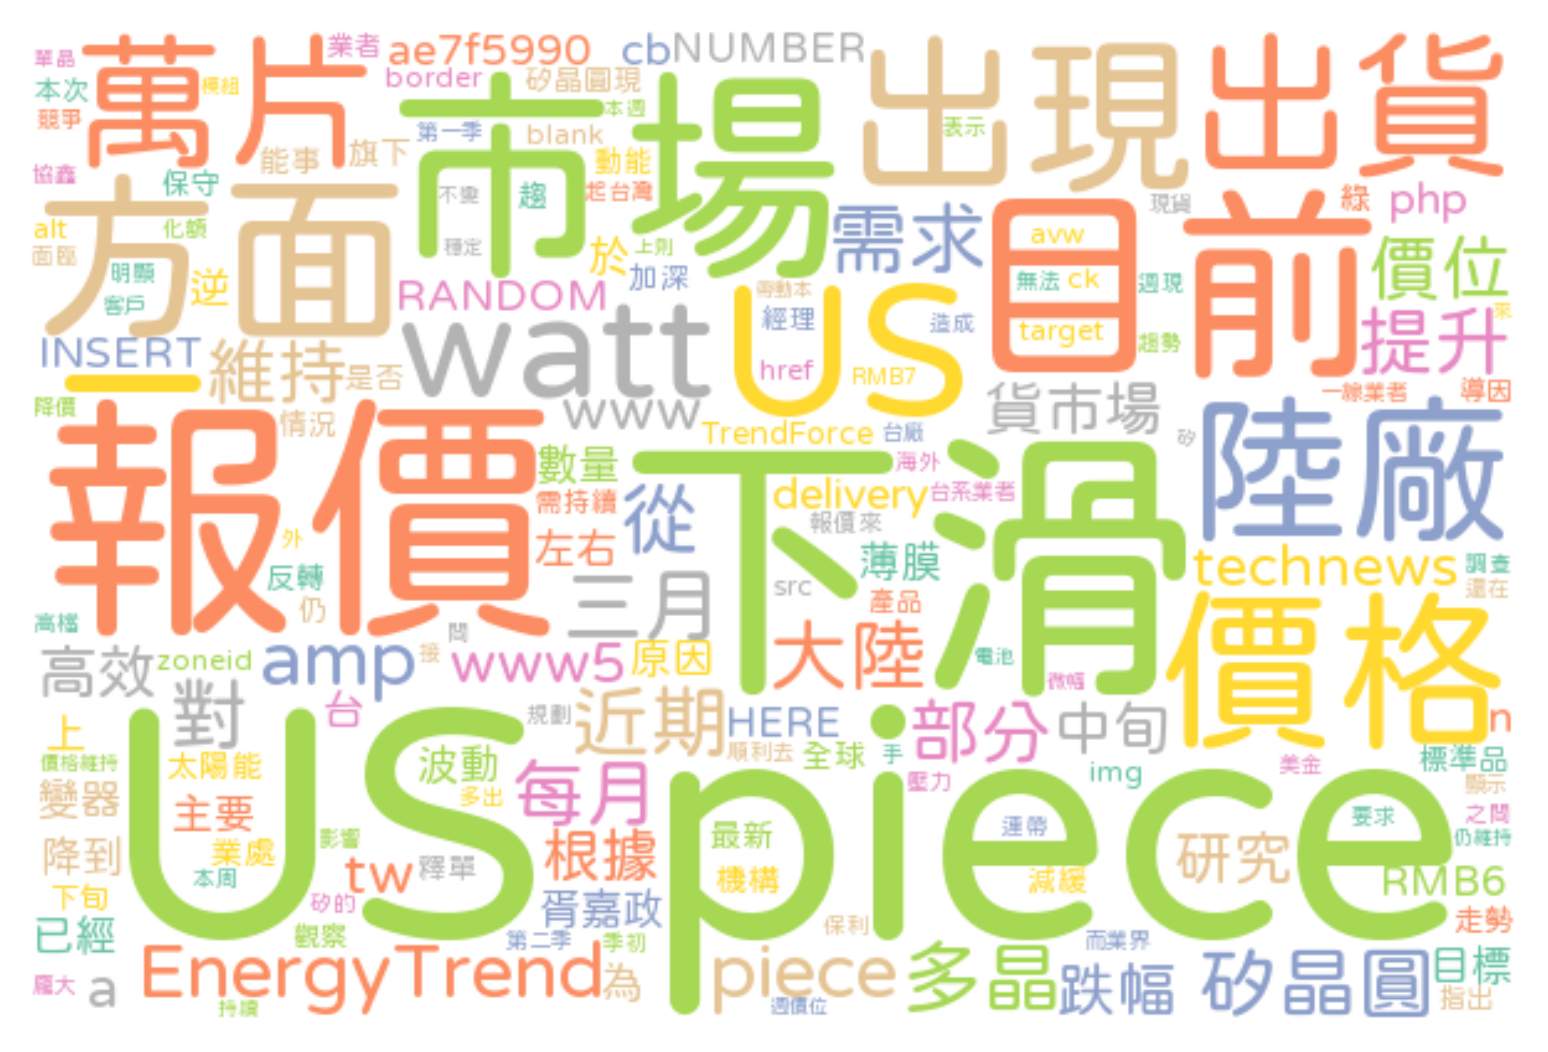 單品
本次
競爭
萬片
模組
業者
ae7f5990
border
cb
NUMBER
矽晶圓現
本週
第一季
blank
旗下
能事
動能
起台灣
市場
出現
表示
出貨
協鑫
保守
alt
化額
面臨
明顯
客戶
逆
方面
不變
趨
穩定
於
上則
加深
需求
目前
avw
無法
ck
target
現貨
綠
php
週現
價位
趨勢
提升
來
RANDOM
watt
經理
US
造成
href
RMB7
INSERT
維持
是否
一
情況
降價
www
TrendForce
台廠
貨市場
一線業者
導因
矽
陸廠
報價
數量
需持續
左右
從
下滑
海外
delivery
台系業者
報價來
薄膜
src
產品
technews
調查
還在
外
反轉
仍
高檔
三月
問
接
大陸
電池
微幅
價格
高效
zoneid
amp
www5
原因
對
台
規劃
近期
HERE
順利去
全球
手
部分
中旬
n
上
價格維持
太陽能
變器
主要
US piece
波動
多出
每月
壓力
img
美金
標準品
顯示
降到
業處
影響
本周
下旬
tw
釋單
根據
最新
機構
運帶
減緩
研究
要求
之間
仍維持
RMB6
走勢
矽的
胥嘉政
已經
觀察
第二季
季初
保利
而業界
龐大
a
EnergyTrend
為
piece
週價位
多晶
跌幅
矽晶圓
目標
指出
持續